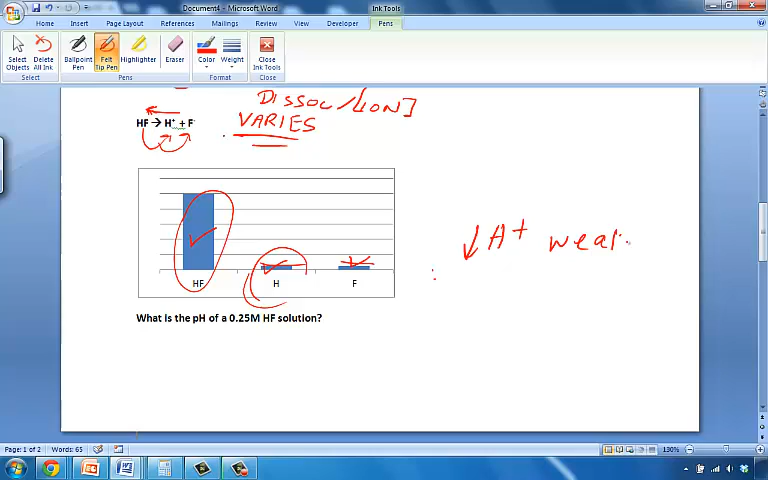 Document4 - Microsoft Word
Ink Tools
Home Insert Page Layout References Mailings Review View Developer Pens
Select Objects
Delete All Ink
Ballpoint Pen
Felt Tip Pen
Highlighter
Eraser
Color
Weight
Close Ink Tools
Select
Pens
Format
Close
VARIES
HF → H+ + F-
↓ H+
HF H F
What is the pH of a 0.25M HF solution?
Page: 1 of 2 Words: 65
130%